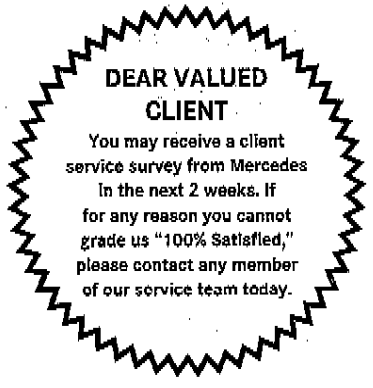 DEAR VALUED
CLIENT
You may receive a client
service survey from Mercedes
in the next 2 weeks. If
for any reason you cannot
grade us "100% Satisfied,"
please contact any member
of our service team today.